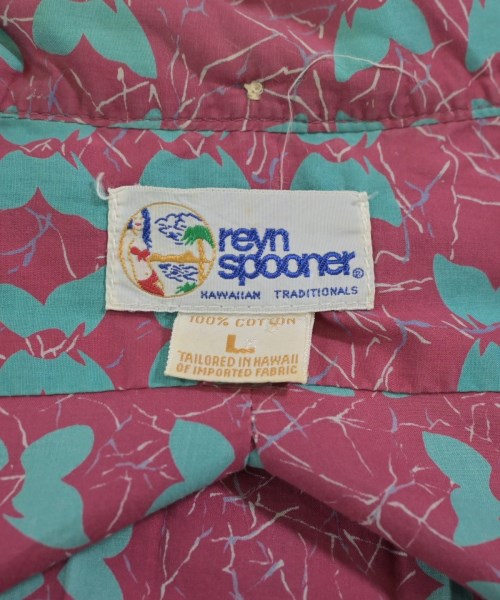 reyn
spooner®
HAWAIIAN TRADITIONALS
100% COTTON
L
TAILORED IN HAWAII
OF IMPORTED FABRIC